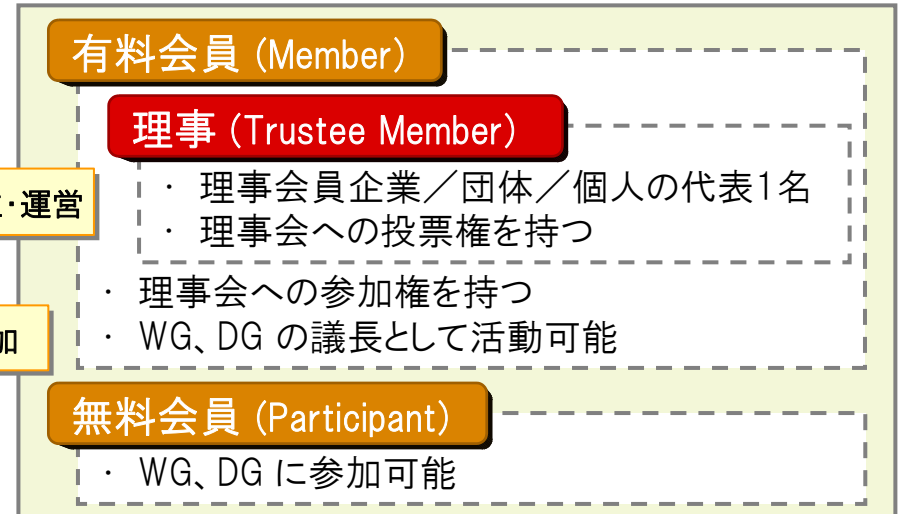 有料会員 (Member)
理事 (Trustee Member)
・ 理事会員企業／団体／個人の代表1名
・運営
・ 理事会への投票権を持つ
・ 理事会への参加権を持つ
加
・ WG、DG の議長として活動可能
無料会員 (Participant)
・ WG、DG に参加可能